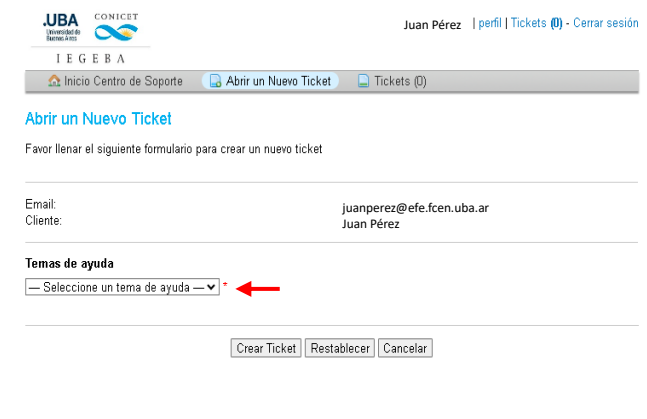 .UBA
Universidad de
Buenos Aires
CONICET
I E G E B A
Juan Pérez | perfil | Tickets (0) - Cerrar sesión
Inicio Centro de Soporte Abrir un Nuevo Ticket Tickets (0)
Abrir un Nuevo Ticket
Favor llenar el siguiente formulario para crear un nuevo ticket
Email: juanperez@efe.fcen.uba.ar
Cliente: Juan Pérez
Temas de ayuda
— Seleccione un tema de ayuda — *
Crear Ticket Restablecer Cancelar